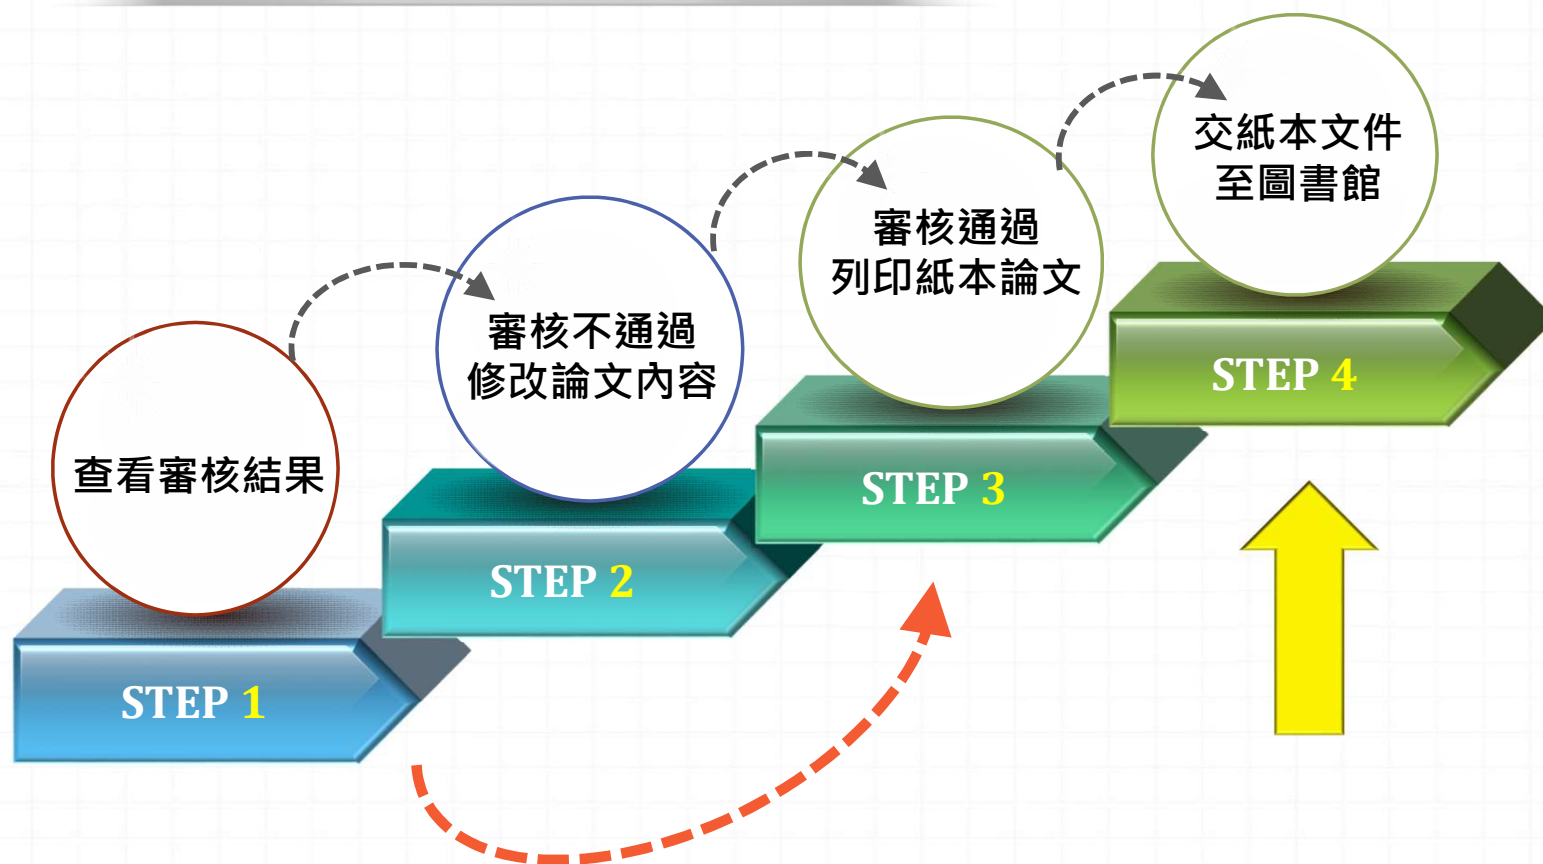 查看審核結果
STEP 1
審核不通過
修改論文內容
STEP 2
審核通過
列印紙本論文
STEP 3
交紙本文件
至圖書館
STEP 4